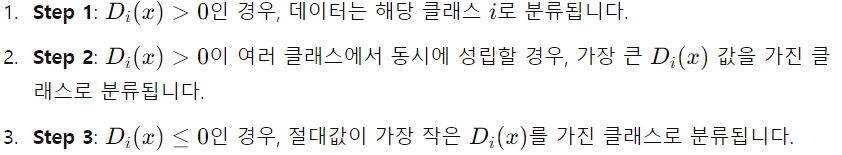 1. Step 1: D_i(x) > 0인 경우, 데이터는 해당 클래스 i로 분류됩니다.
2. Step 2: D_i(x) > 0이 여러 클래스에서 동시에 성립할 경우, 가장 큰 D_i(x) 값을 가진 클
래스로 분류됩니다.
3. Step 3: D_i(x) ≤ 0인 경우, 절대값이 가장 작은 D_i(x)를 가진 클래스로 분류됩니다.